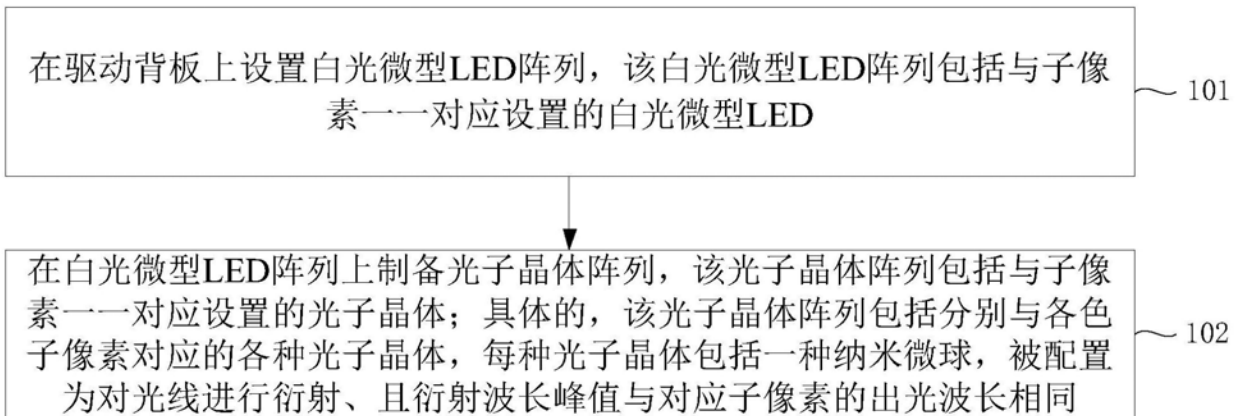 在驱动背板上设置白光微型LED阵列，该白光微型LED阵列包括与子像
素一一对应设置的白光微型LED
101
在白光微型LED阵列上制备光子晶体阵列，该光子晶体阵列包括与子像
素一一对应设置的光子晶体；具体的，该光子晶体阵列包括分别与各色
子像素对应的各种光子晶体，每种光子晶体包括一种纳米微球，被配置
为对光线进行衍射、且衍射波长峰值与对应子像素的出光波长相同
102